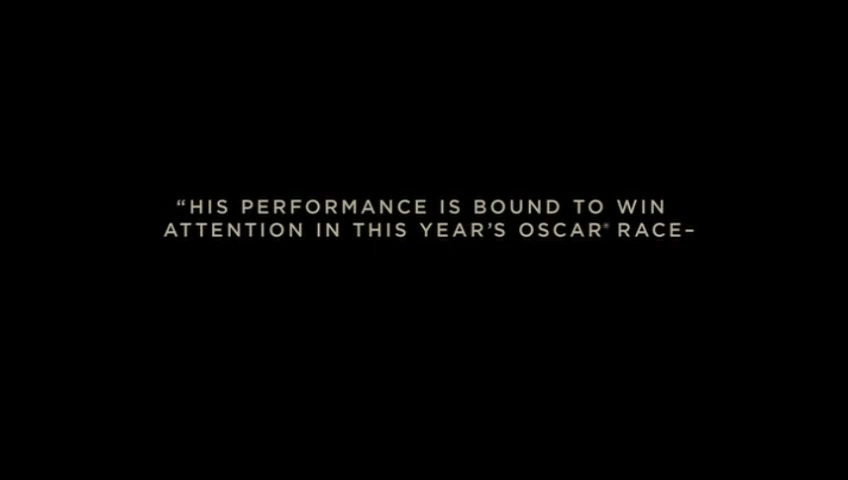 “HIS PERFORMANCE IS BOUND TO WIN
ATTENTION IN THIS YEAR’S OSCAR® RACE–